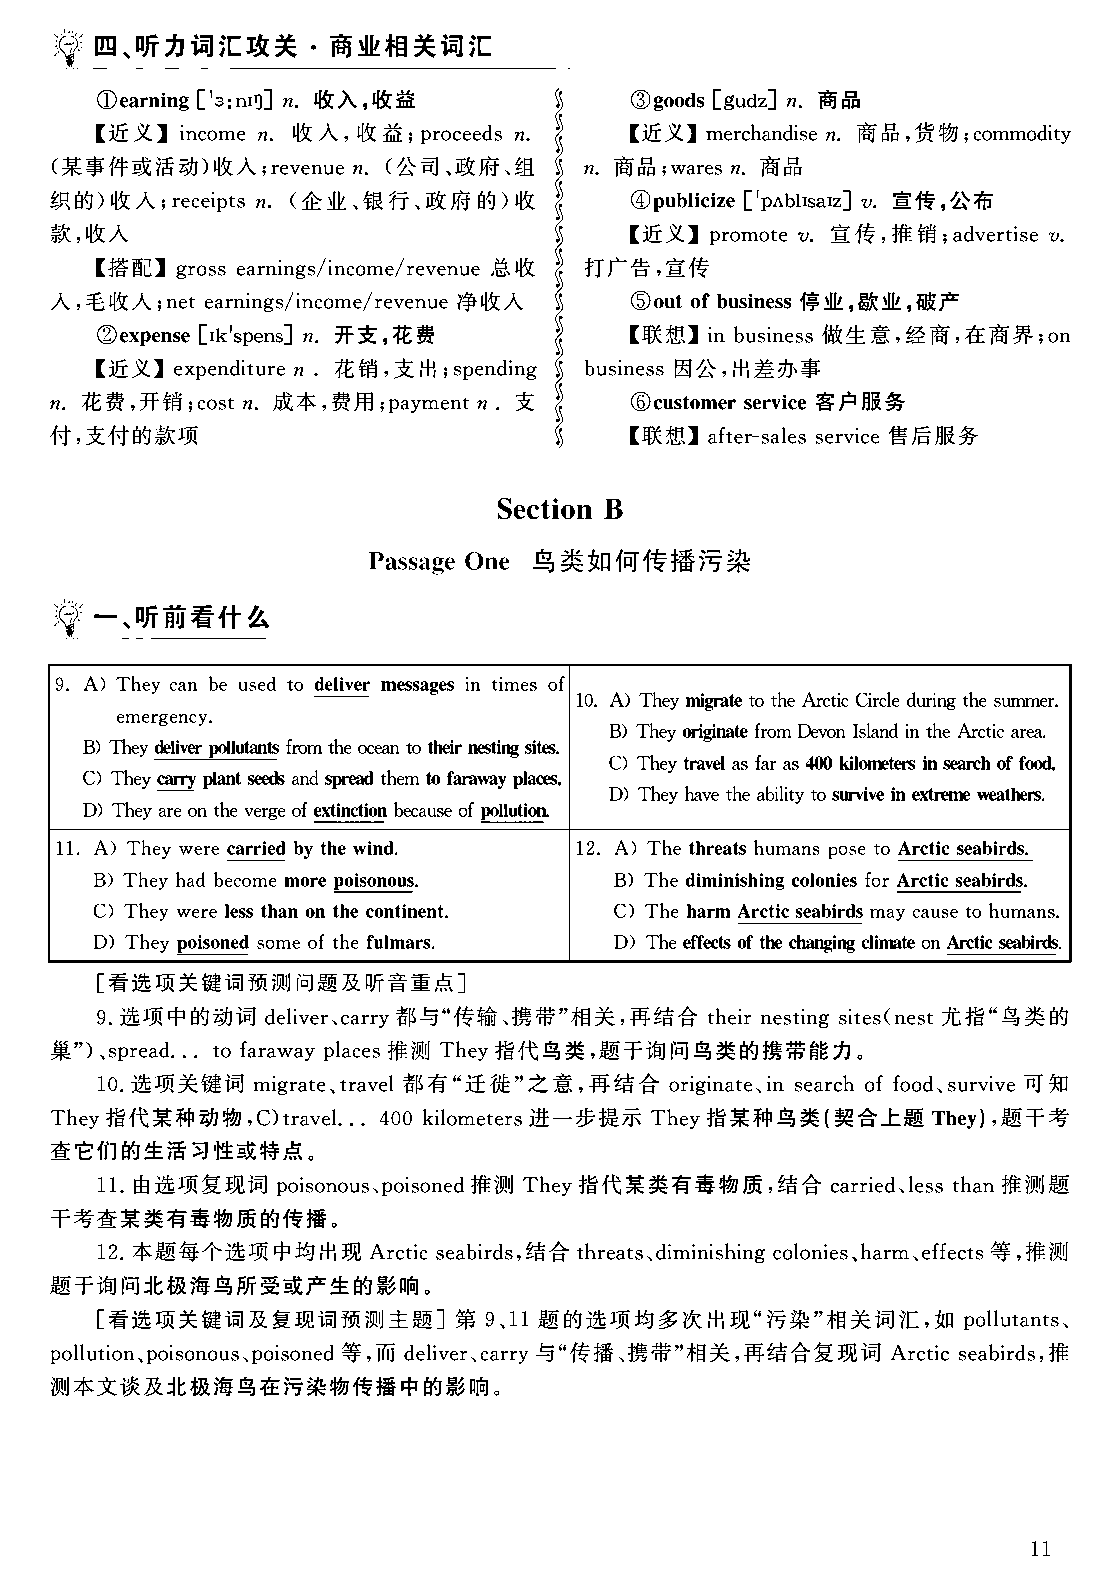 四、听力词汇攻关·商业相关词汇
①earning [ˈɜːnɪŋ] n. 收入,收益
【近义】income n. 收入,收益;proceeds n.
(某事件或活动)收入;revenue n. (公司、政府、组
织的)收入;receipts n. (企业、银行、政府的)收
款,收入
【搭配】gross earnings/income/revenue 总收
入,毛收入;net earnings/income/revenue 净收入
②expense [ɪkˈspens] n. 开支,花费
【近义】expenditure n. 花销,支出;spending
n. 花费,开销;cost n. 成本,费用;payment n. 支
付,支付的款项
③goods [ɡudz] n. 商品
【近义】merchandise n. 商品,货物;commodity
n. 商品;wares n. 商品
④publicize [ˈpʌblɪsaɪz] v. 宣传,公布
【近义】promote v. 宣传,推销;advertise v.
打广告,宣传
⑤out of business 停业,歇业,破产
【联想】in business 做生意,经商,在商界;on
business 因公,出差办事
⑥customer service 客户服务
【联想】after-sales service 售后服务
Section B
Passage One 鸟类如何传播污染
一、听前看什么
9. A) They can be used to deliver messages in times of
emergency.
B) They deliver pollutants from the ocean to their nesting sites.
C) They carry plant seeds and spread them to faraway places.
D) They are on the verge of extinction because of pollution.
10. A) They migrate to the Arctic Circle during the summer.
B) They originate from Devon Island in the Arctic area.
C) They travel as far as 400 kilometers in search of food.
D) They have the ability to survive in extreme weathers.
11. A) They were carried by the wind.
B) They had become more poisonous.
C) They were less than on the continent.
D) They poisoned some of the fulmars.
12. A) The threats humans pose to Arctic seabirds.
B) The diminishing colonies for Arctic seabirds.
C) The harm Arctic seabirds may cause to humans.
D) The effects of the changing climate on Arctic seabirds.
[看选项关键词预测问题及听音重点]
9. 选项中的动词 deliver、carry 都与“传输、携带”相关,再结合 their nesting sites(nest 尤指“鸟类的
巢”)、spread... to faraway places 推测 They 指代鸟类,题干询问鸟类的携带能力。
10. 选项关键词 migrate、travel 都有“迁徙”之意,再结合 originate、in search of food、survive 可知
They 指代某种动物,C)travel... 400 kilometers 进一步提示 They 指某种鸟类(契合上题 They),题干考
查它们的生活习性或特点。
11. 由选项复现词 poisonous、poisoned 推测 They 指代某类有毒物质,结合 carried、less than 推测题
干考查某类有毒物质的传播。
12. 本题每个选项中均出现 Arctic seabirds,结合 threats、diminishing colonies、harm、effects 等,推测
题干询问北极海鸟所受或产生的影响。
[看选项关键词及复现词预测主题] 第 9、11 题的选项均多次出现“污染”相关词汇,如 pollutants、
pollution、poisonous、poisoned 等,而 deliver、carry 与“传播、携带”相关,再结合复现词 Arctic seabirds,推
测本文谈及北极海鸟在污染物传播中的影响。
11